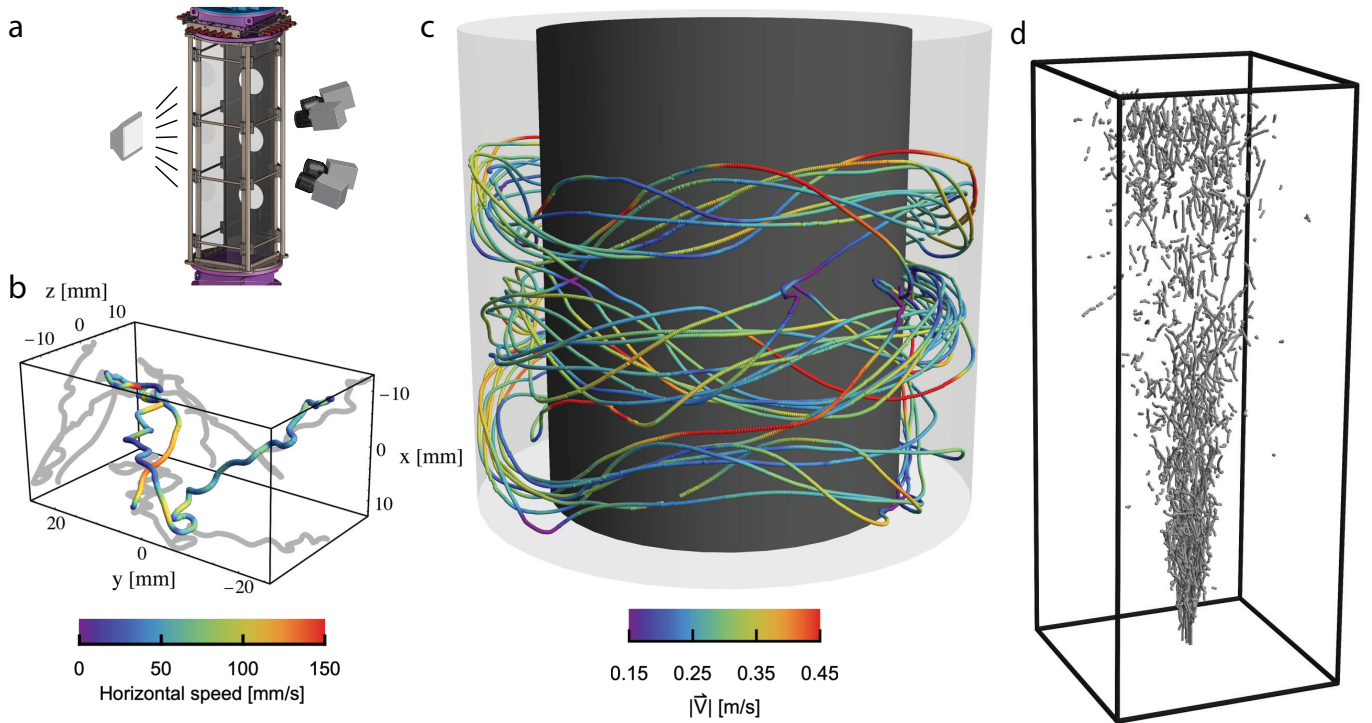 a
b
z [mm]
-10
0
10
-10
0
x [mm]
10
20
0
y [mm]
-20
0
50
100
150
Horizontal speed [mm/s]
c
0.15
0.25
0.35
0.45
|V⃗| [m/s]
d